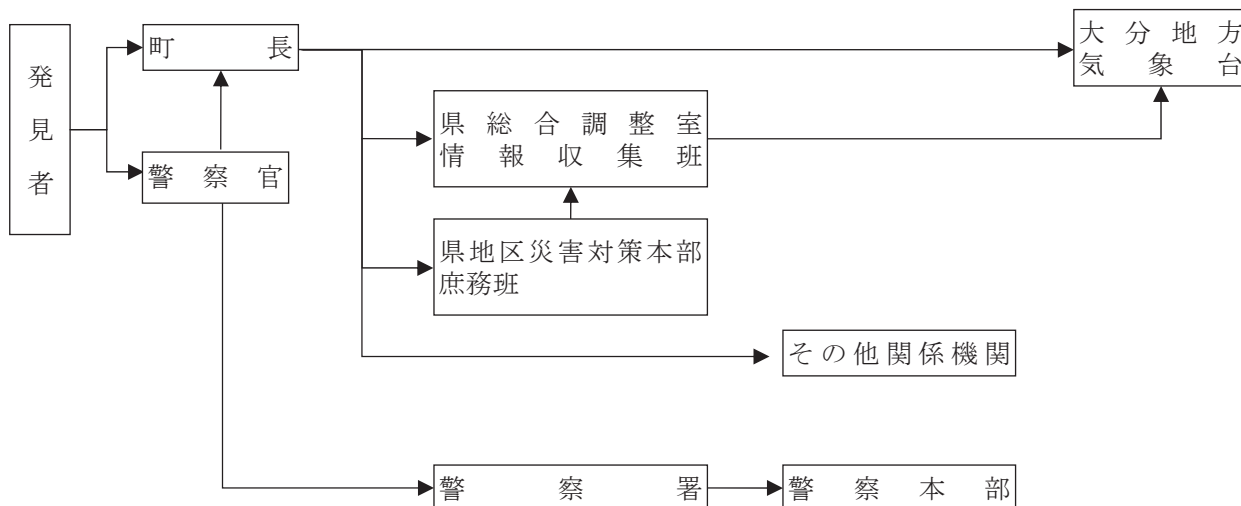 発見者
町長
大分地方
気象台
県総合調整室
情報収集班
警察官
県地区災害対策本部
庶務班
その他関係機関
警察署
警察本部